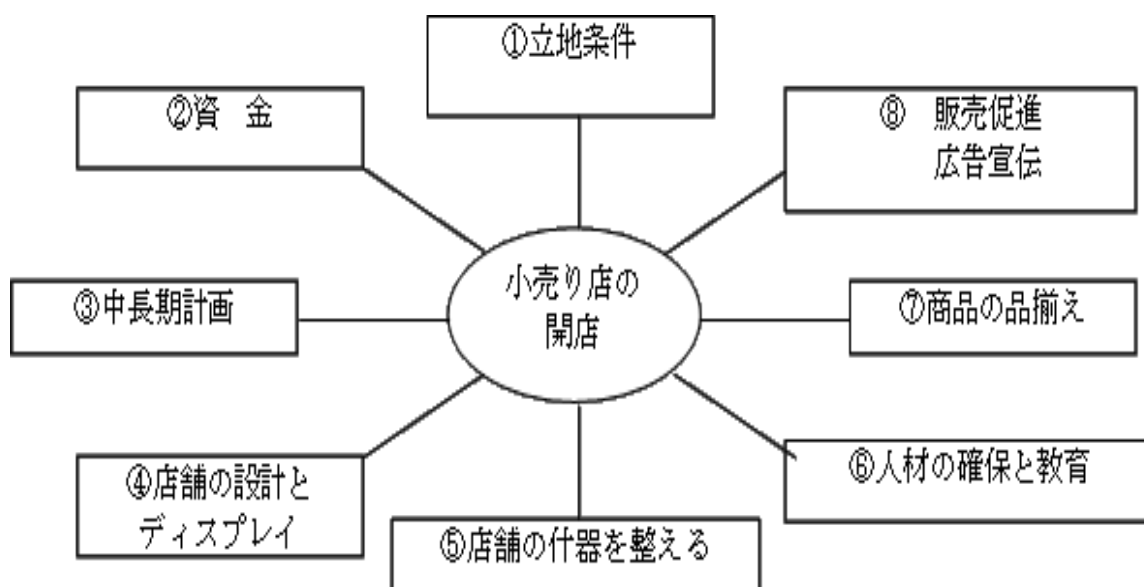 ①立地条件
②資　金
⑧　販売促進
広告宣伝
小売り店の
開店
③中長期計画
⑦商品の品揃え
④店舗の設計と
ディスプレイ
⑤店舗の什器を整える
⑥人材の確保と教育